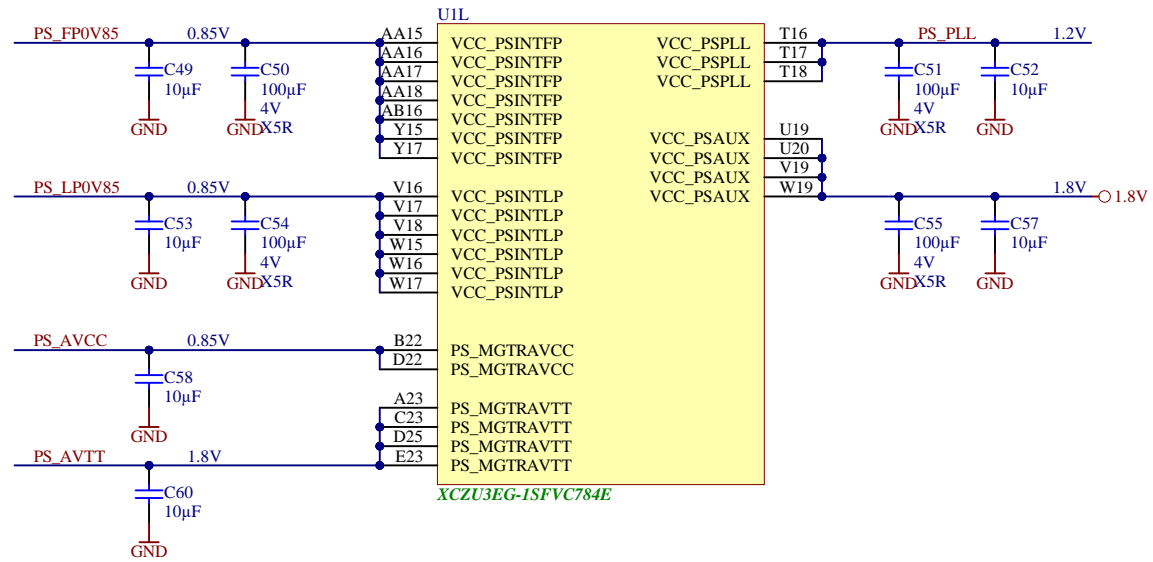 U1L
PS_FP0V85 0.85V
C49
10µF
GND
C50
100µF
4V
X5R
GND
AA15 VCC_PSINTFP
AA16 VCC_PSINTFP
AA17 VCC_PSINTFP
AA18 VCC_PSINTFP
AB16 VCC_PSINTFP
Y15 VCC_PSINTFP
Y17 VCC_PSINTFP
VCC_PSPLL T16
VCC_PSPLL T17
VCC_PSPLL T18
PS_PLL 1.2V
C51
100µF
4V
X5R
GND
C52
10µF
GND
VCC_PSAUX U19
VCC_PSAUX U20
VCC_PSAUX V19
VCC_PSAUX W19
1.8V
1.8V
C55
100µF
4V
X5R
GND
C57
10µF
GND
PS_LP0V85 0.85V
C53
10µF
GND
C54
100µF
4V
X5R
GND
V16 VCC_PSINTLP
V17 VCC_PSINTLP
V18 VCC_PSINTLP
W15 VCC_PSINTLP
W16 VCC_PSINTLP
W17 VCC_PSINTLP
PS_AVCC 0.85V
C58
10µF
GND
B22 PS_MGTRAVCC
D22 PS_MGTRAVCC
A23 PS_MGTRAVTT
C23 PS_MGTRAVTT
D25 PS_MGTRAVTT
E23 PS_MGTRAVTT
PS_AVTT 1.8V
C60
10µF
GND
XCZU3EG-1SFVC784E